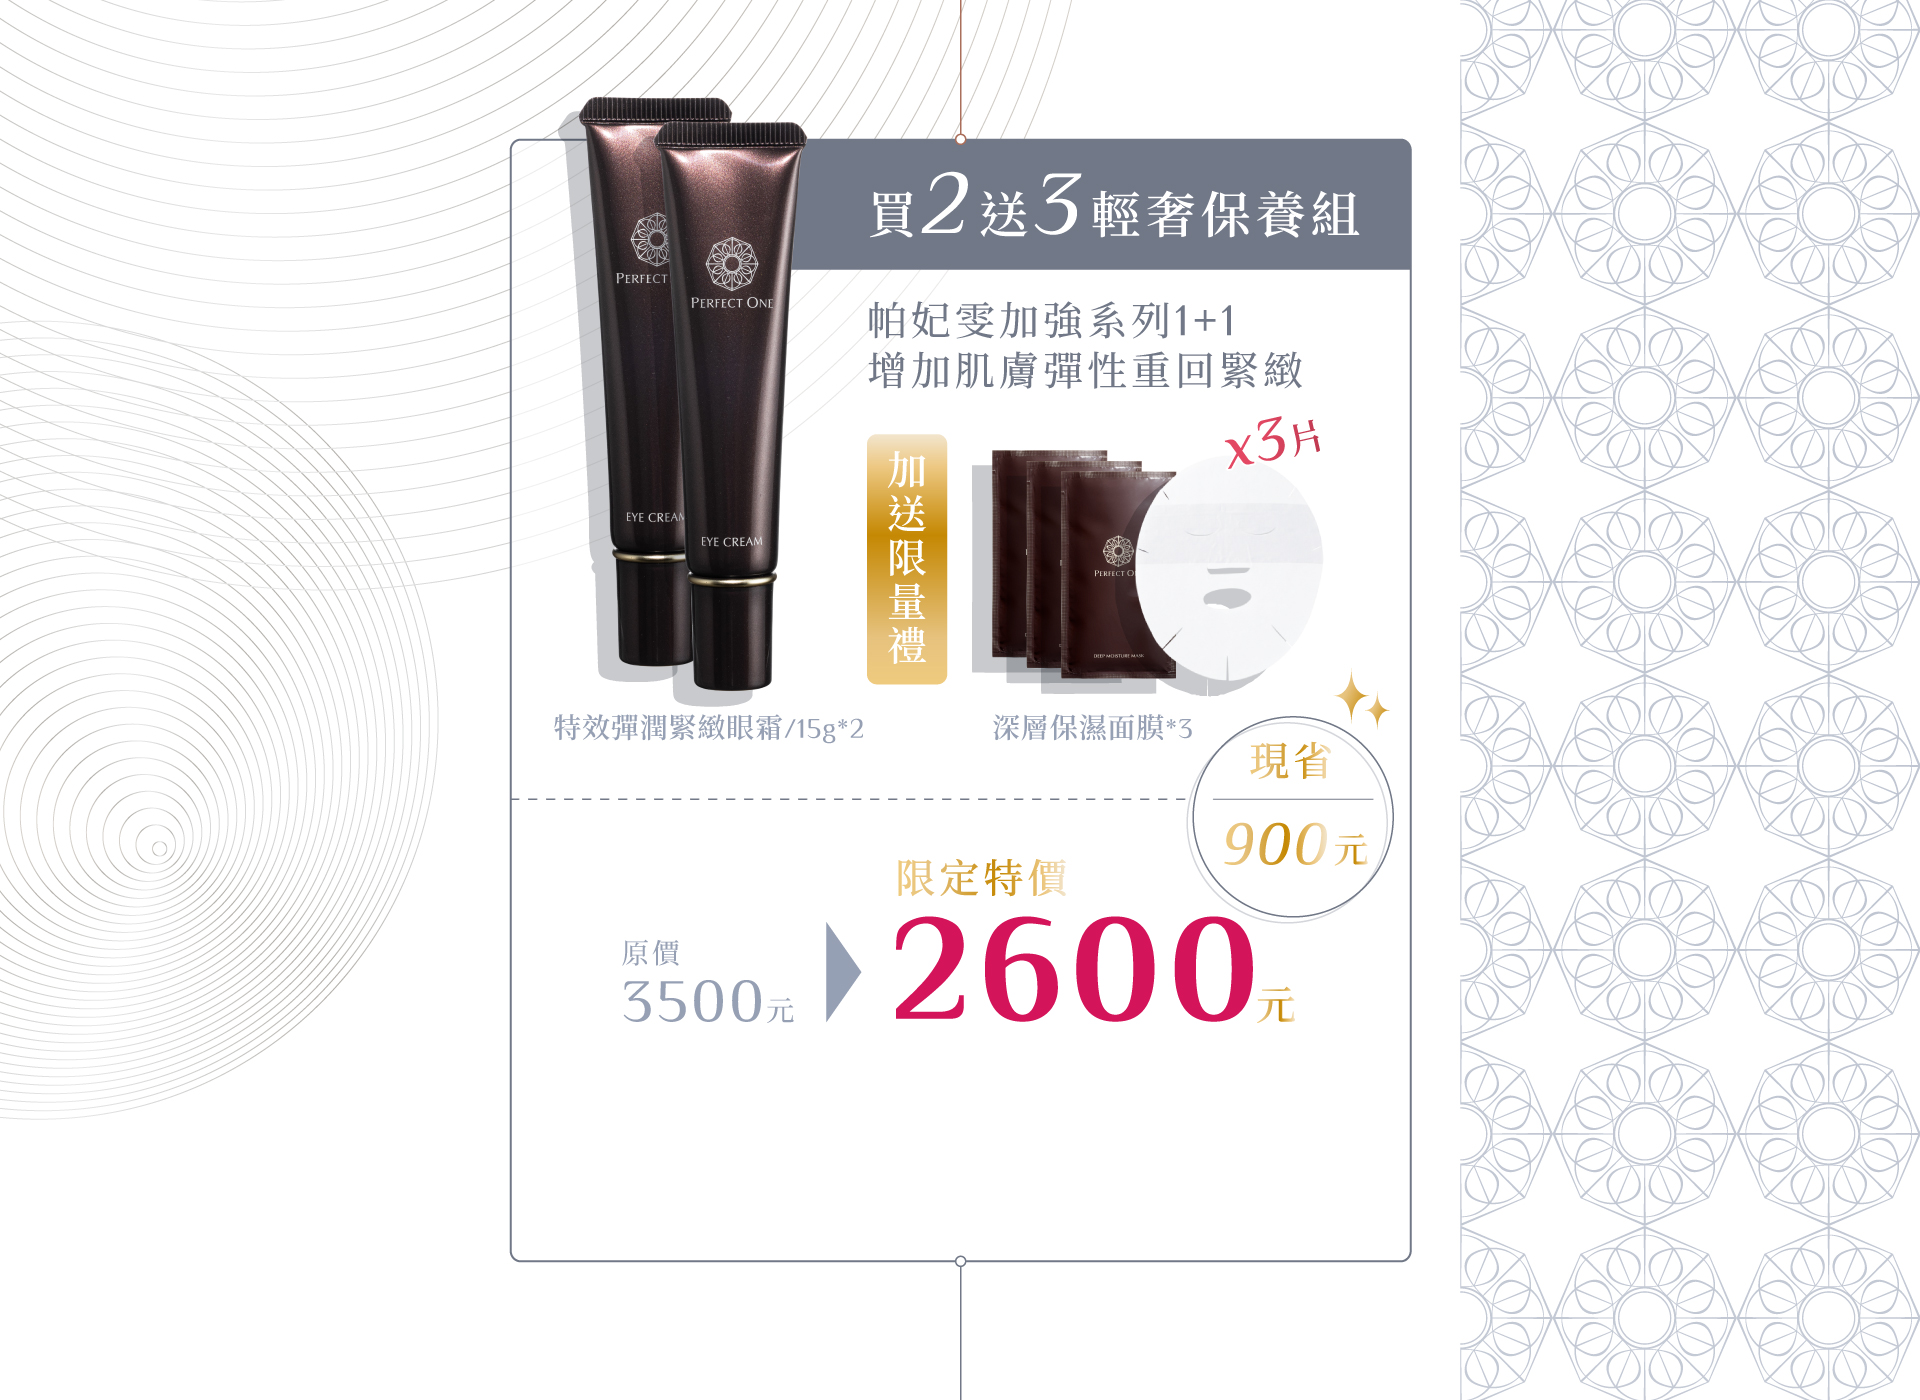 買2送3輕奢保養組
帕妃雯加強系列1+1
增加肌膚彈性重回緊緻
PERFECT
PERFECT ONE
EYE CREAM
EYE CREAM
加送限量禮
x3片
PERFECT O
DEEP MOISTURE MASK
特效彈潤緊緻眼霜/15g*2
深層保濕面膜*3
現省
900元
限定特價
原價
3500元
2600元